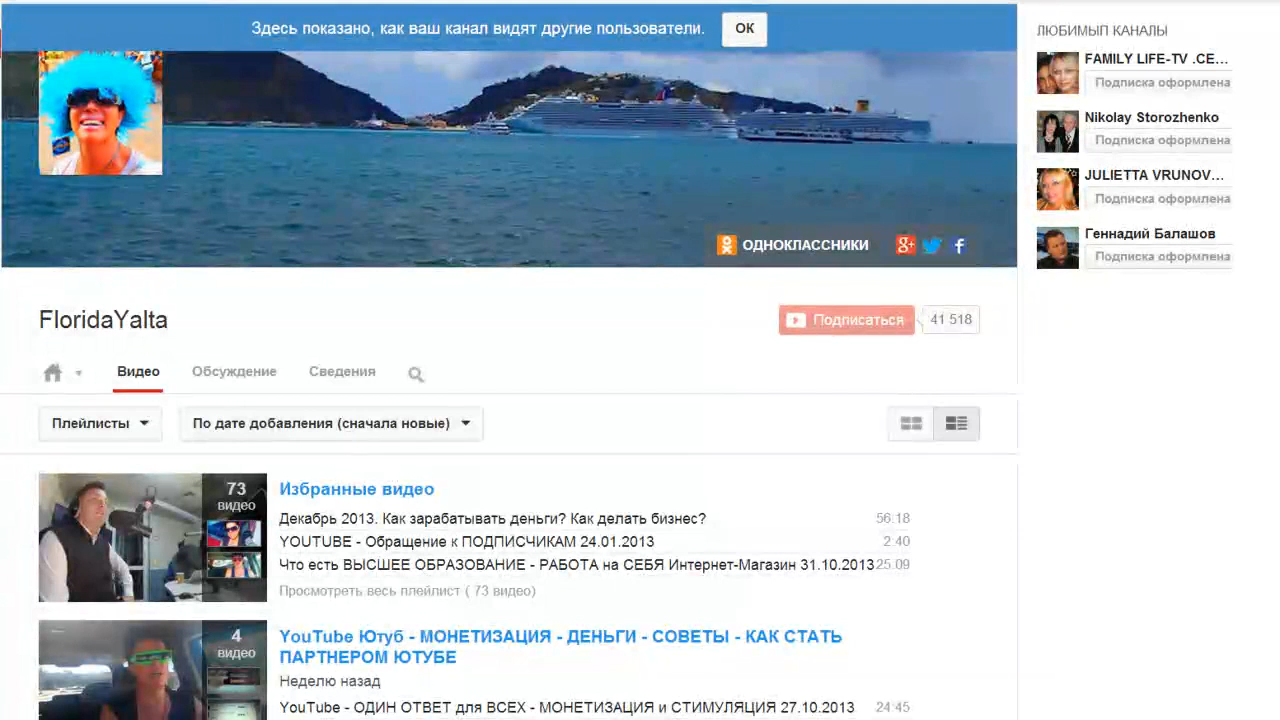 Здесь показано, как ваш канал видят другие пользователи.
ОК
ОДНОКЛАССНИКИ
FloridaYalta
Подписаться
41 518
Видео
Обсуждение
Сведения
Плейлисты
По дате добавления (сначала новые)
73
видео
Избранные видео
Декабрь 2013. Как зарабатывать деньги? Как делать бизнес? 56:18
YOUTUBE - Обращение к ПОДПИСЧИКАМ 24.01.2013 2:40
Что есть ВЫСШЕЕ ОБРАЗОВАНИЕ - РАБОТА на СЕБЯ Интернет-Магазин 31.10.2013 25:09
Просмотреть весь плейлист ( 73 видео)
4
видео
YouTube Ютуб - МОНЕТИЗАЦИЯ - ДЕНЬГИ - СОВЕТЫ - КАК СТАТЬ
ПАРТНЕРОМ ЮТУБЕ
Неделю назад
YouTube - ОДИН ОТВЕТ для ВСЕХ - МОНЕТИЗАЦИЯ и СТИМУЛЯЦИЯ 27.10.2013 24:45
ЛЮБИМЫП КАНАЛЫ
FAMILY LIFE-TV .CE...
Подписка оформлена
Nikolay Storozhenko
Подписка оформлена
JULIETTA VRUNOV...
Подписка оформлена
Геннадий Балашов
Подписка оформлена